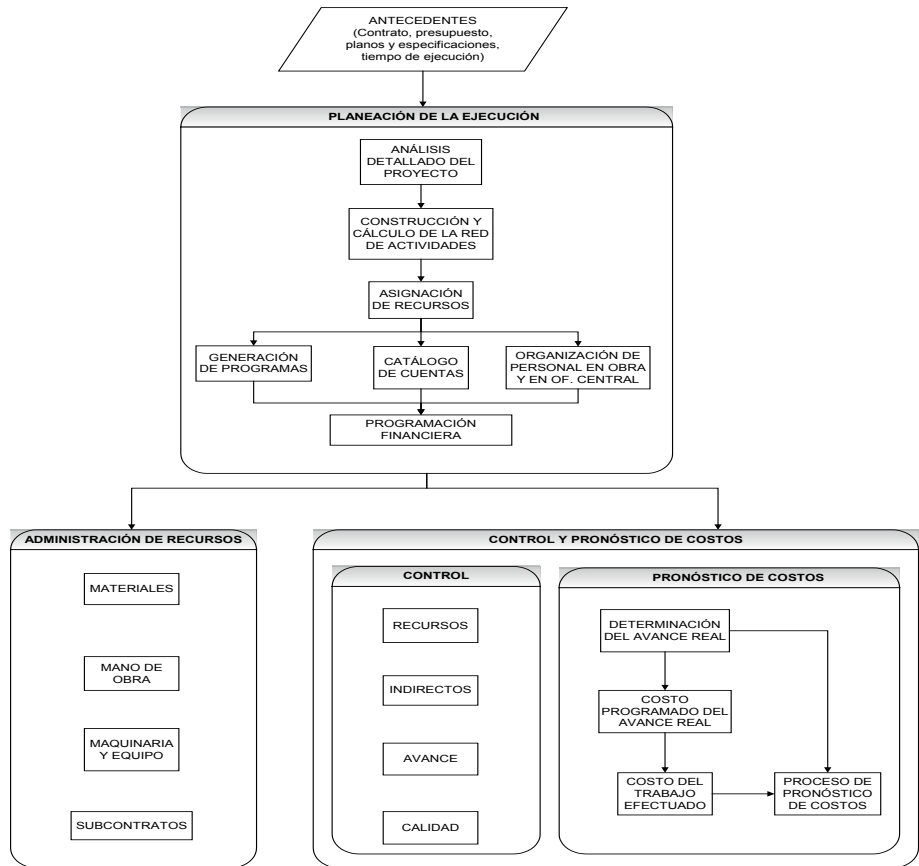 ANTECEDENTES
(Contrato, presupuesto,
planos y especificaciones,
tiempo de ejecución)
PLANEACIÓN DE LA EJECUCIÓN
ANÁLISIS
DETALLADO DEL
PROYECTO
CONSTRUCCIÓN Y
CÁLCULO DE LA RED
DE ACTIVIDADES
ASIGNACIÓN
DE RECURSOS
GENERACIÓN
DE PROGRAMAS
CATÁLOGO
DE CUENTAS
ORGANIZACIÓN DE
PERSONAL EN OBRA
Y EN OF. CENTRAL
PROGRAMACIÓN
FINANCIERA
ADMINISTRACIÓN DE RECURSOS
MATERIALES
MANO DE
OBRA
MAQUINARIA
Y EQUIPO
SUBCONTRATOS
CONTROL Y PRONÓSTICO DE COSTOS
CONTROL
RECURSOS
INDIRECTOS
AVANCE
CALIDAD
PRONÓSTICO DE COSTOS
DETERMINACIÓN
DEL AVANCE REAL
COSTO
PROGRAMADO DEL
AVANCE REAL
COSTO DEL
TRABAJO
EFECTUADO
PROCESO DE
PRONÓSTICO
DE COSTOS